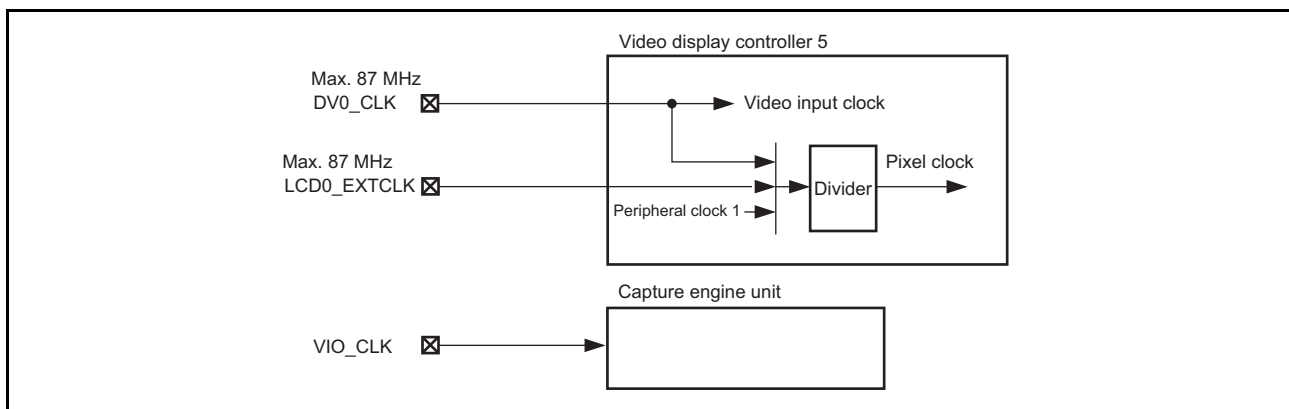 Video display controller 5
Max. 87 MHz
DV0_CLK
Video input clock
Max. 87 MHz
LCD0_EXTCLK
Pixel clock
Divider
Peripheral clock 1
Capture engine unit
VIO_CLK